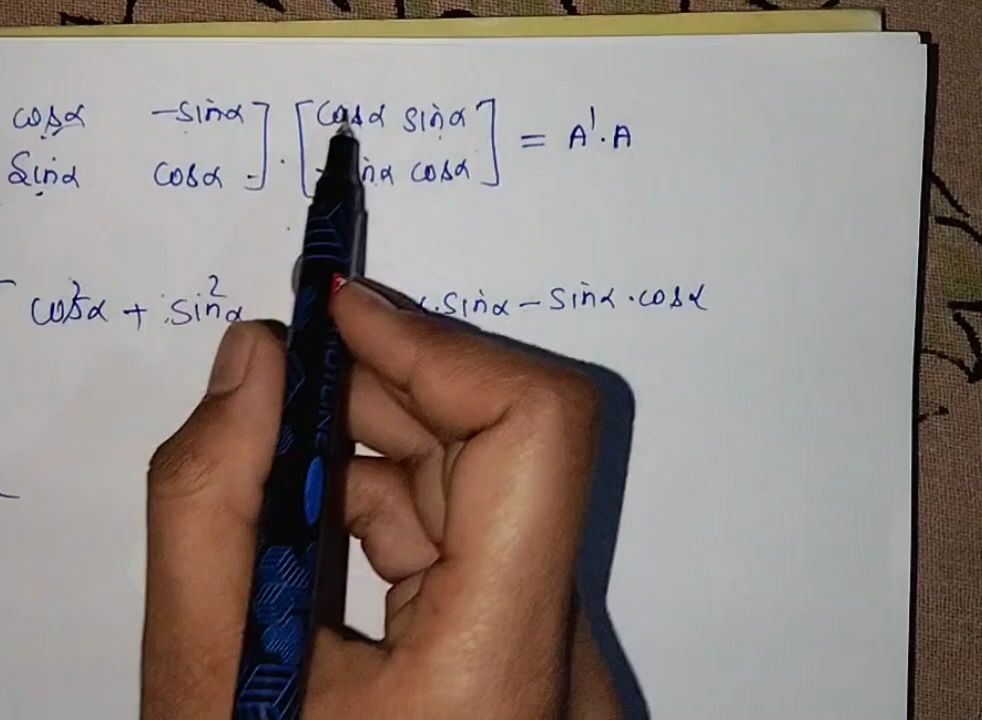 cosα -sinα] · [cosα sinα] = A'·A
sinα cosα inα cosα
cos²α + sin²α .sinα - sinα·cosα